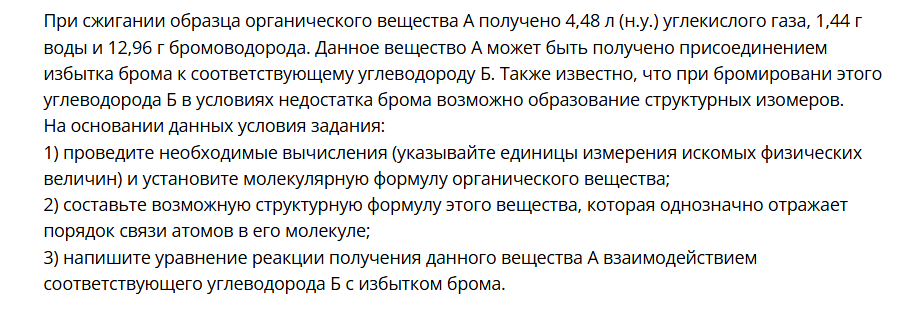 При сжигании образца органического вещества А получено 4,48 л (н.у.) углекислого газа, 1,44 г
воды и 12,96 г бромоводорода. Данное вещество А может быть получено присоединением
избытка брома к соответствующему углеводороду Б. Также известно, что при бромировани этого
углеводорода Б в условиях недостатка брома возможно образование структурных изомеров.
На основании данных условия задания:
1) проведите необходимые вычисления (указывайте единицы измерения искомых физических
величин) и установите молекулярную формулу органического вещества;
2) составьте возможную структурную формулу этого вещества, которая однозначно отражает
порядок связи атомов в его молекуле;
3) напишите уравнение реакции получения данного вещества А взаимодействием
соответствующего углеводорода Б с избытком брома.